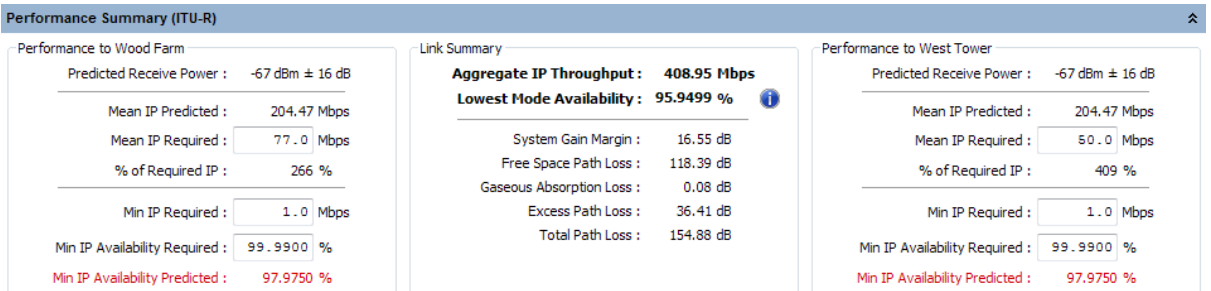 Performance Summary (ITU-R)
Performance to Wood Farm
Predicted Receive Power : -67 dBm ± 16 dB
Mean IP Predicted : 204.47 Mbps
Mean IP Required : 77.0 Mbps
% of Required IP : 266 %
Min IP Required : 1.0 Mbps
Min IP Availability Required : 99.9900 %
Min IP Availability Predicted : 97.9750 %
Link Summary
Aggregate IP Throughput : 408.95 Mbps
Lowest Mode Availability : 95.9499 %
System Gain Margin : 16.55 dB
Free Space Path Loss : 118.39 dB
Gaseous Absorption Loss : 0.08 dB
Excess Path Loss : 36.41 dB
Total Path Loss : 154.88 dB
Performance to West Tower
Predicted Receive Power : -67 dBm ± 16 dB
Mean IP Predicted : 204.47 Mbps
Mean IP Required : 50.0 Mbps
% of Required IP : 409 %
Min IP Required : 1.0 Mbps
Min IP Availability Required : 99.9900 %
Min IP Availability Predicted : 97.9750 %